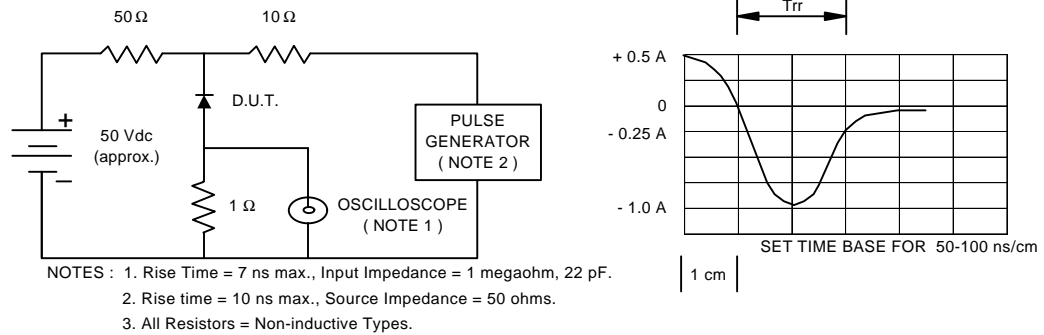 50 Ω
10 Ω
D.U.T.
+
50 Vdc
(approx.)
−
PULSE
GENERATOR
( NOTE 2 )
1 Ω
OSCILLOSCOPE
( NOTE 1 )
NOTES : 1. Rise Time = 7 ns max., Input Impedance = 1 megaohm, 22 pF.
2. Rise time = 10 ns max., Source Impedance = 50 ohms.
3. All Resistors = Non-inductive Types.
Trr
+ 0.5 A
0
- 0.25 A
- 1.0 A
SET TIME BASE FOR 50-100 ns/cm
1 cm